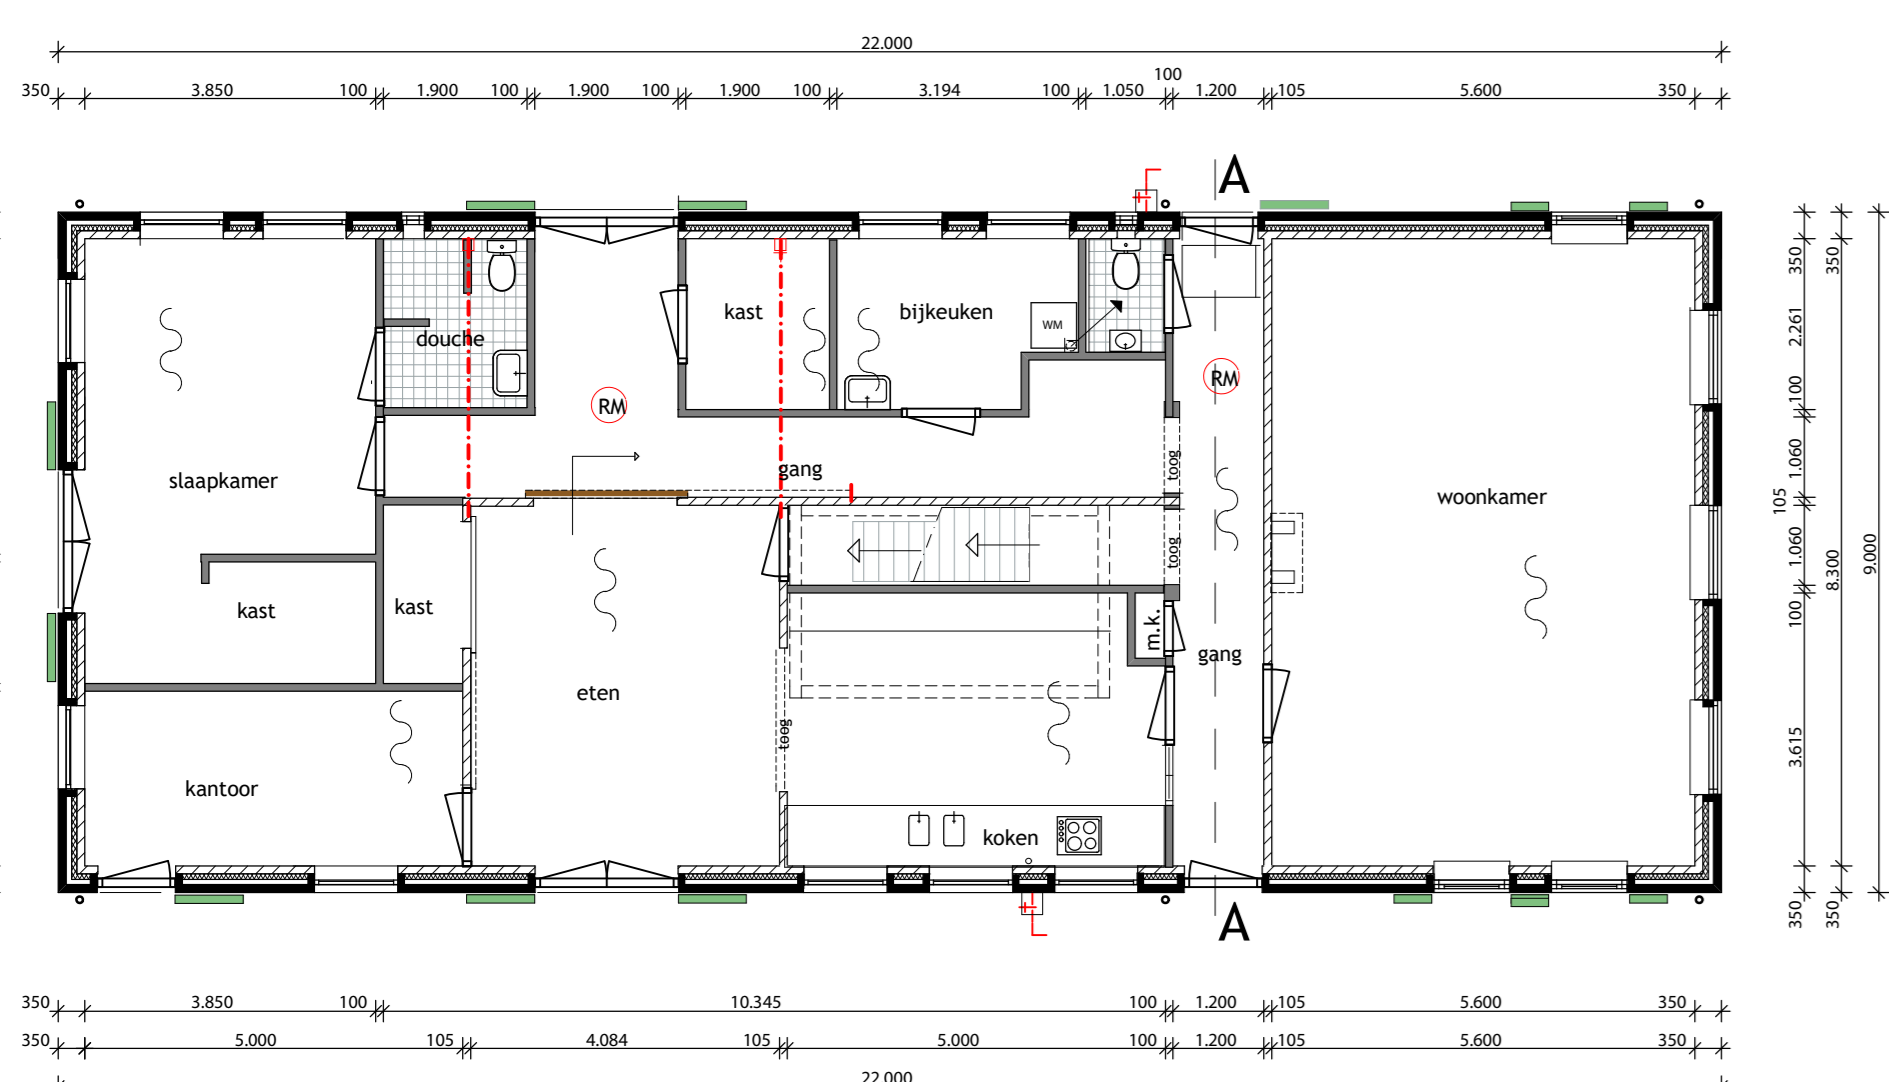 22.000
100
350 3.850 100 1.900 100 1.900 100 1.900 100 3.194 100 1.050 1.200 105 5.600 350
A
kast
bijkeuken
WM
douche
RM
RM
350
350
2.261
100
slaapkamer
gang
toog
woonkamer
1.060
105
toog
1.060
8.300
9.000
kast
kast
m.k.
100
gang
eten
toog
3.615
kantoor
koken
A
350
350
350 3.850 100 10.345 100 1.200 105 5.600 350
350 5.000 105 4.084 105 5.000 100 1.200 105 5.600 350
22.000